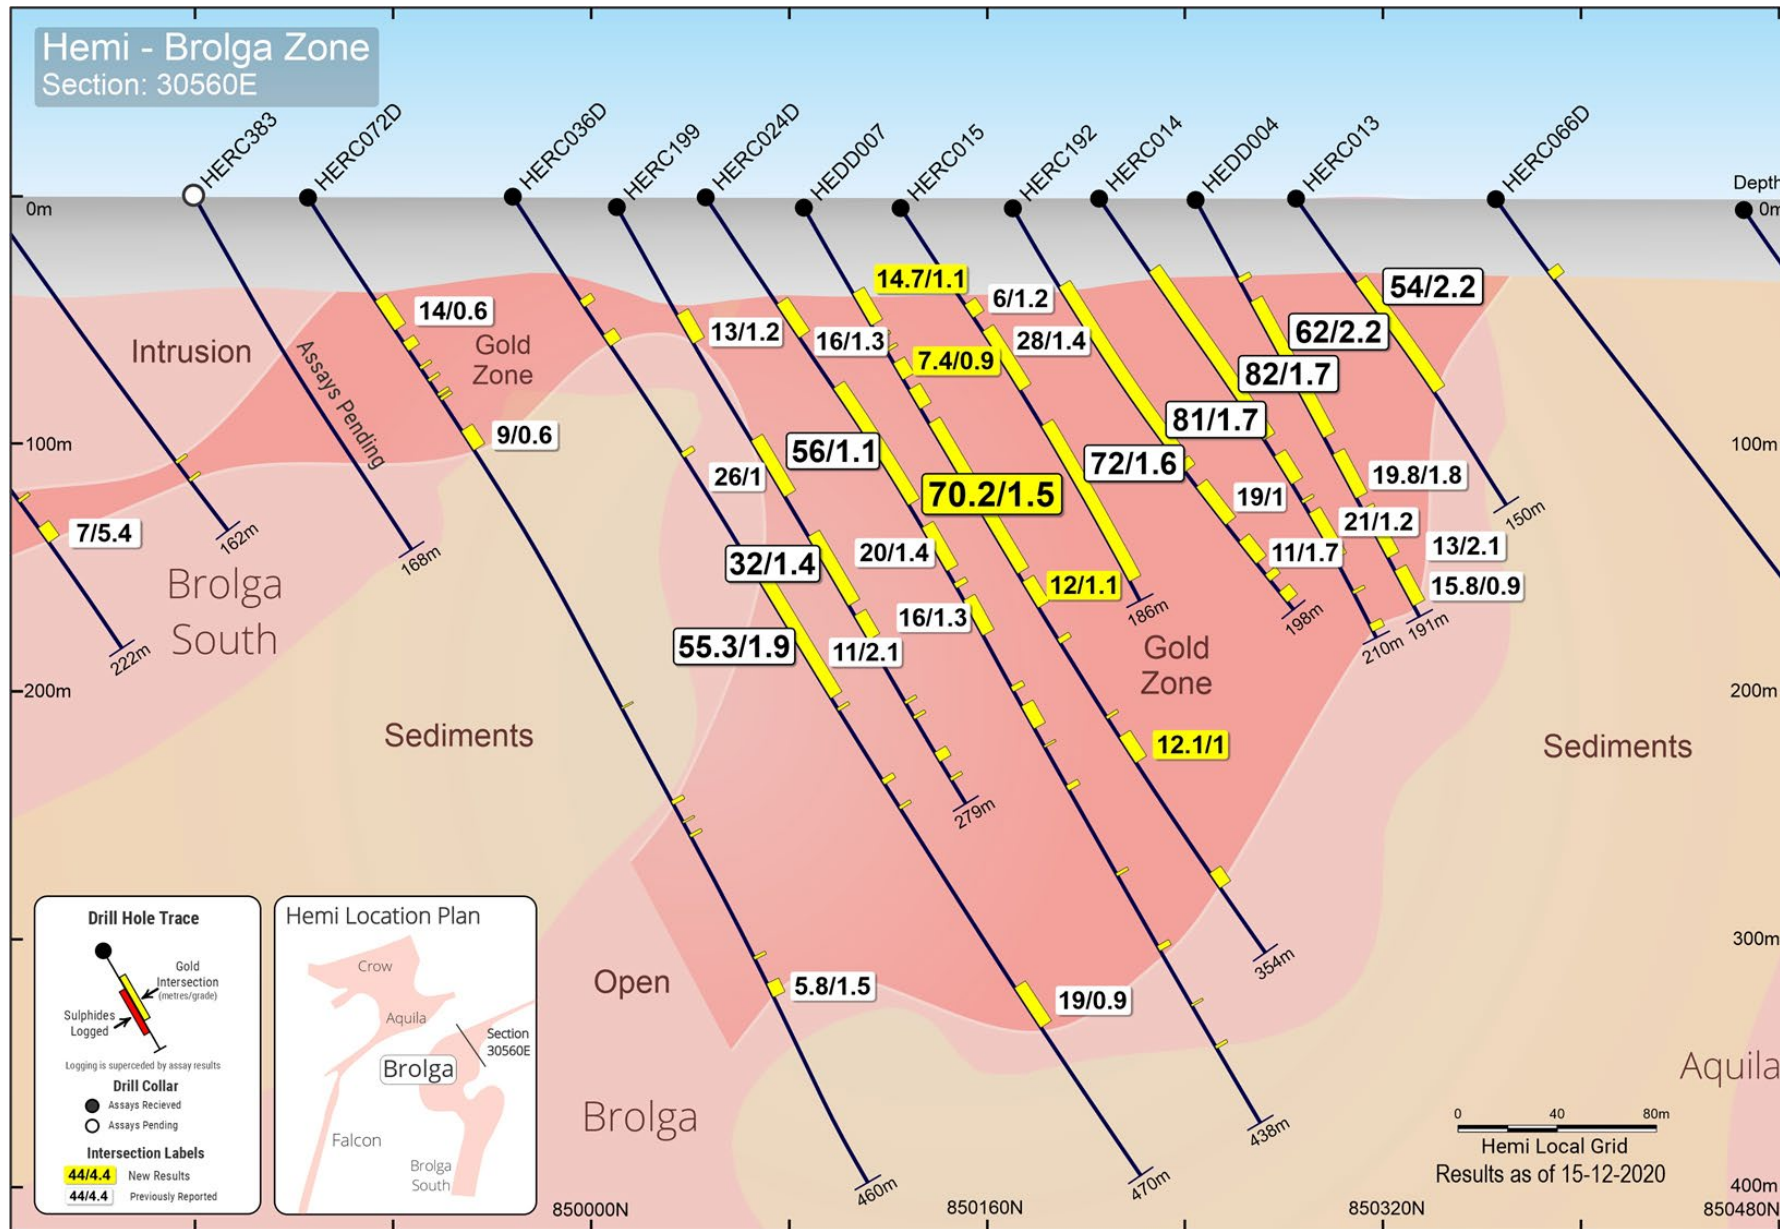 Hemi - Brolga Zone
Section: 30560E
HERC383
HERC072D
HERC036D
HERC199
HERC024D
HEDD007
HERC015
HERC192
HERC014
HEDD004
HERC013
HERC066D
Depth
0m
0m
14.7/1.1
6/1.2
54/2.2
14/0.6
13/1.2
16/1.3
28/1.4
62/2.2
Intrusion
Assays Pending
Gold
Zone
7.4/0.9
82/1.7
100m
9/0.6
56/1.1
81/1.7
100m
26/1
70.2/1.5
72/1.6
19/1
19.8/1.8
150m
7/5.4
162m
168m
32/1.4
20/1.4
21/1.2
11/1.7
13/2.1
Brolga
South
12/1.1
15.8/0.9
186m
198m
191m
210m
222m
55.3/1.9
11/2.1
16/1.3
Gold
Zone
200m
200m
Sediments
12.1/1
Sediments
279m
300m
354m
Open
5.8/1.5
19/0.9
Brolga
Aquila
438m
460m
470m
0 40 80m
Hemi Local Grid
Results as of 15-12-2020
400m
850000N
850160N
850320N
850480N
Drill Hole Trace
Gold
Intersection
(metres/grade)
Sulphides
Logged
Logging is superceded by assay results
Drill Collar
Assays Recieved
Assays Pending
Intersection Labels
44/4.4 New Results
44/4.4 Previously Reported
Hemi Location Plan
Crow
Aquila
Section
30560E
Brolga
Falcon
Brolga
South